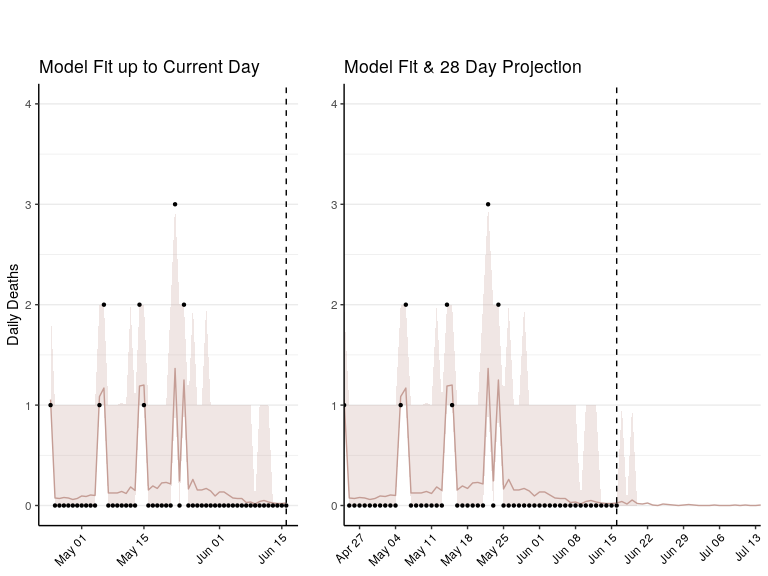 Model Fit up to Current Day
Model Fit & 28 Day Projection
Daily Deaths
4
3
2
1
0
May 01
May 15
Jun 01
Jun 15
4
3
2
1
0
Apr 27
May 04
May 11
May 18
May 25
Jun 01
Jun 08
Jun 15
Jun 22
Jun 29
Jul 06
Jul 13